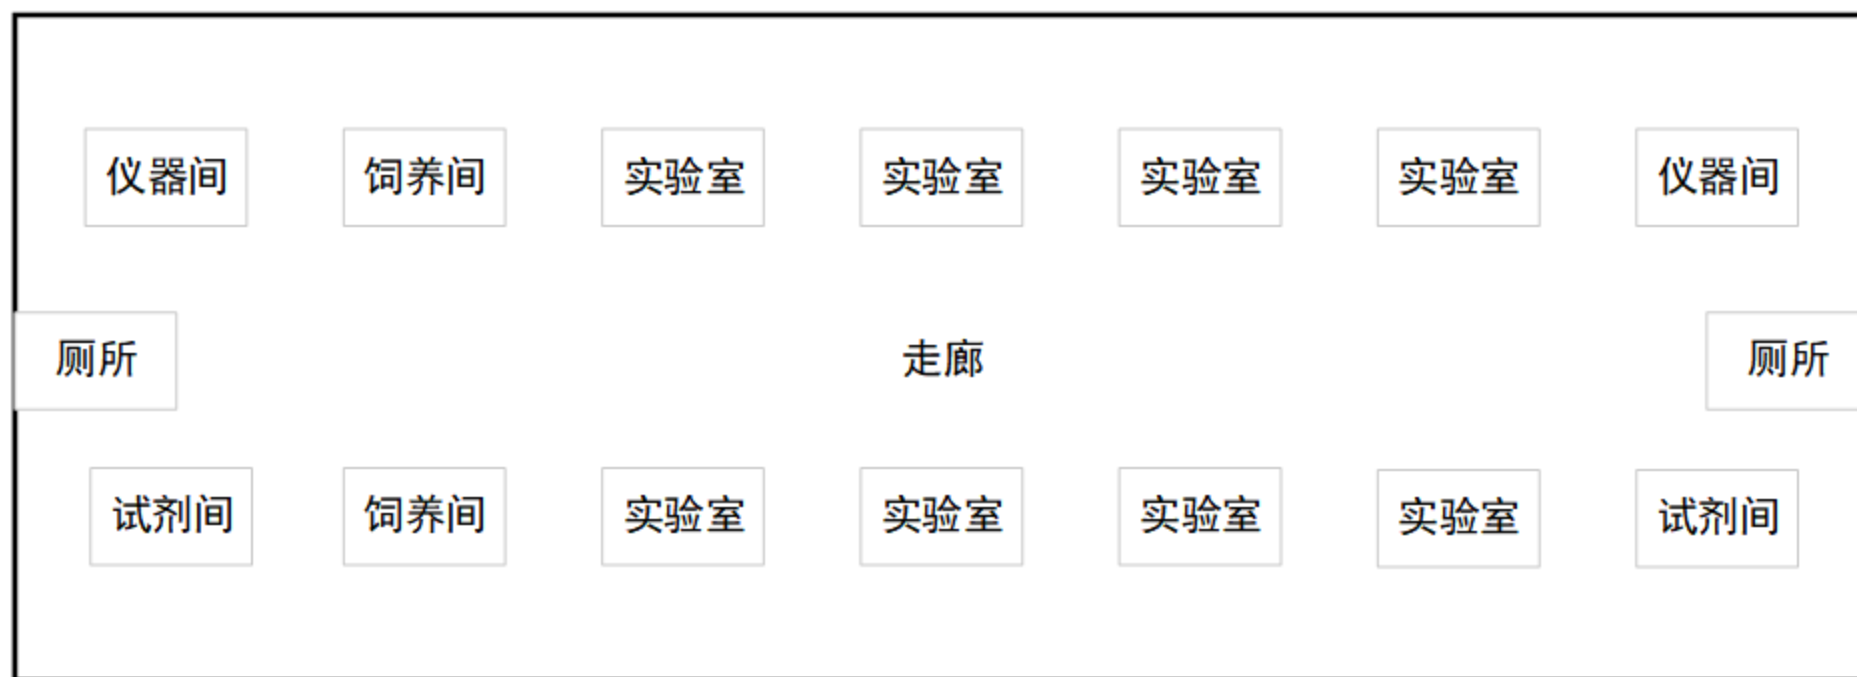 仪器间 饲养间 实验室 实验室 实验室 实验室 仪器间
厕所 走廊 厕所
试剂间 饲养间 实验室 实验室 实验室 实验室 试剂间